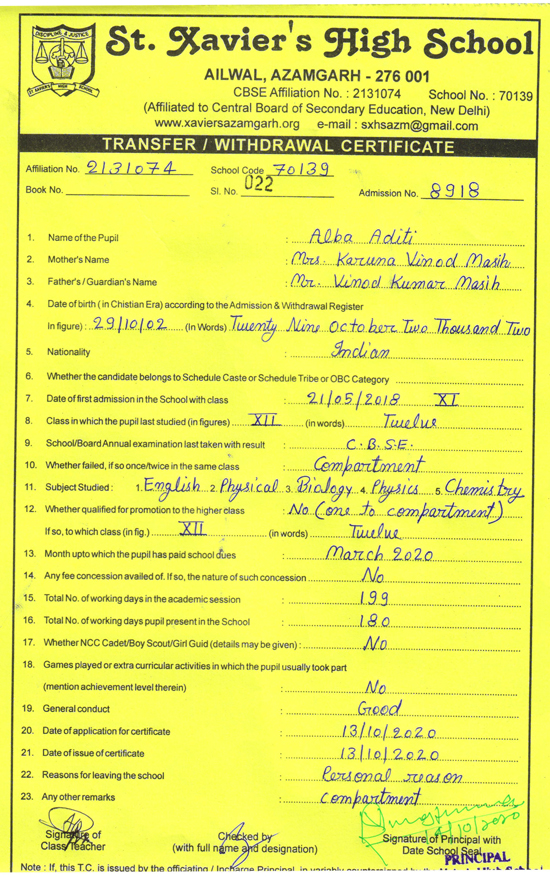 DISCIPLINE & JUSTICE
ST. XAVIER'S HIGH SCHOOL
St. Xavier's High School
AILWAL, AZAMGARH - 276 001
CBSE Affiliation No. : 2131074 School No. : 70139
(Affiliated to Central Board of Secondary Education, New Delhi)
www.xaviersazamgarh.org e-mail : sxhsazm@gmail.com
TRANSFER / WITHDRAWAL CERTIFICATE
Affiliation No. 2131074 School Code 70139
Book No. Sl. No. 022 Admission No. 8918
1. Name of the Pupil : Alba Aditi
2. Mother's Name : Mrs. Karuna Vinod Masih
3. Father's / Guardian's Name : Mr. Vinod Kumar Masih
4. Date of birth ( in Chistian Era) according to the Admission & Withdrawal Register
In figure) : 29/10/02 (In Words) Twenty Nine October Two Thousand Two
5. Nationality : Indian
6. Whether the candidate belongs to Schedule Caste or Schedule Tribe or OBC Category
7. Date of first admission in the School with class : 21/05/2018 XI
8. Class in which the pupil last studied (in figures) XII (in words) Twelve
9. School/Board Annual examination last taken with result : C.B.S.E.
10. Whether failed, if so once/twice in the same class : Compartment
11. Subject Studied : 1. English 2. Physical 3. Biology 4. Physics 5. Chemistry
12. Whether qualified for promotion to the higher class : No (one to compartment)
If so, to which class (in fig.) XII (in words) Twelve
13. Month upto which the pupil has paid school dues : March 2020
14. Any fee concession availed of. If so, the nature of such concession No
15. Total No. of working days in the academic session : 199
16. Total No. of working days pupil present in the School : 180
17. Whether NCC Cadet/Boy Scout/Girl Guid (details may be given) : No
18. Games played or extra curricular activities in which the pupil usually took part
(mention achievement level therein) : No
19. General conduct : Good
20. Date of application for certificate : 13/10/2020
21. Date of issue of certificate : 13/10/2020
22. Reasons for leaving the school : Personal reason
23. Any other remarks : compartment
Signature of Checked by Signature of Principal with
Class Teacher (with full name and designation) Date School Seal
PRINCIPAL
Note : If, this T.C. is issued by the officiating / Incharge Principal, in variably countersigned